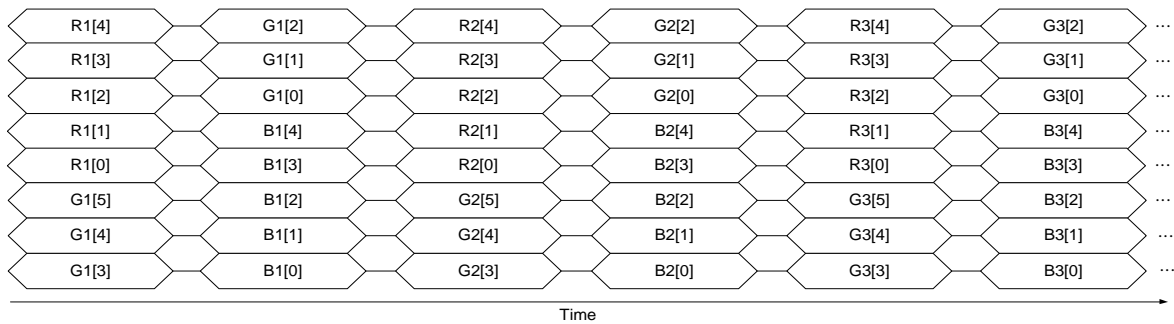 R1[4] G1[2] R2[4] G2[2] R3[4] G3[2] ...
R1[3] G1[1] R2[3] G2[1] R3[3] G3[1] ...
R1[2] G1[0] R2[2] G2[0] R3[2] G3[0] ...
R1[1] B1[4] R2[1] B2[4] R3[1] B3[4] ...
R1[0] B1[3] R2[0] B2[3] R3[0] B3[3] ...
G1[5] B1[2] G2[5] B2[2] G3[5] B3[2] ...
G1[4] B1[1] G2[4] B2[1] G3[4] B3[1] ...
G1[3] B1[0] G2[3] B2[0] G3[3] B3[0] ...
Time